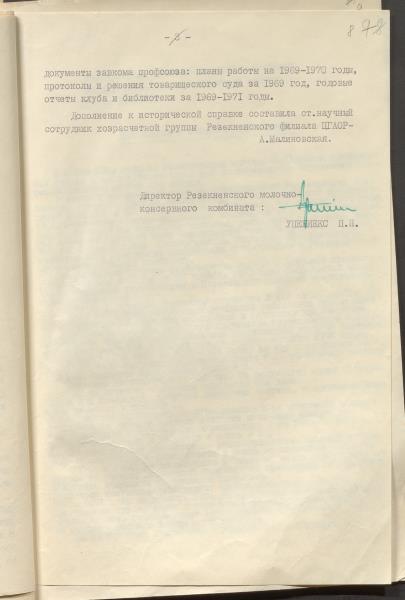 878
документы завкома профсоюза: планы работы на 1969-1970 годы,
протоколы и решения товарищеского суда за 1969 год, годовые
отчеты клуба и библиотеки за 1969-1971 годы.
Дополнение к исторической справке составила ст.научный
сотрудник хозрасчетной группы Резекненского филиала ЦГАОР-
А.Малиновская.
Директор Резекненского молочно-
консервного комбината :
П.П.